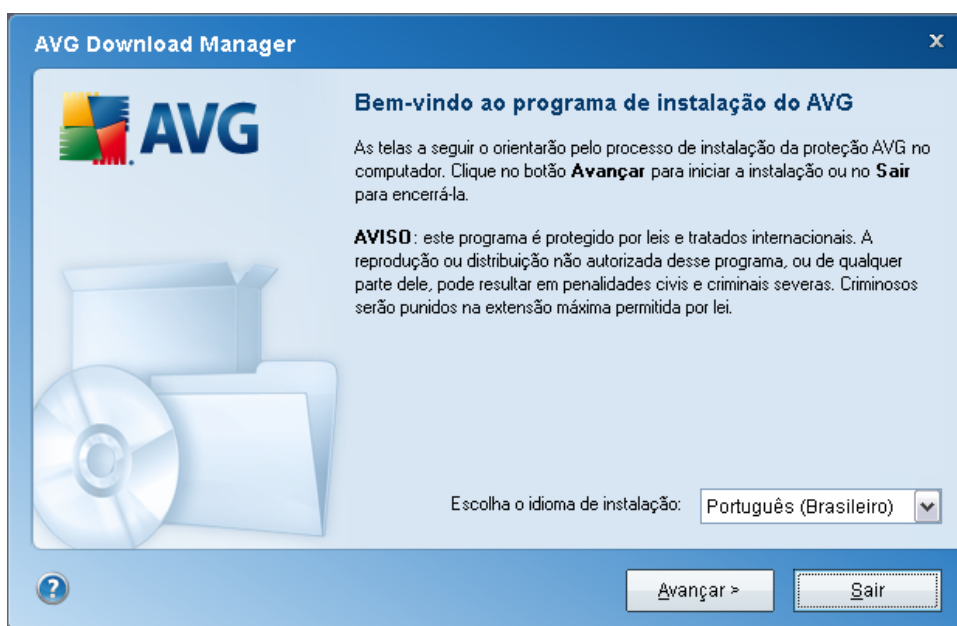 AVG Download Manager
x
AVG
Bem-vindo ao programa de instalação do AVG
As telas a seguir o orientarão pelo processo de instalação da proteção AVG no
computador. Clique no botão Avançar para iniciar a instalação ou no Sair
para encerrá-la.
AVISO: este programa é protegido por leis e tratados internacionais. A
reprodução ou distribuição não autorizada desse programa, ou de qualquer
parte dele, pode resultar em penalidades civis e criminais severas. Criminosos
serão punidos na extensão máxima permitida por lei.
Escolha o idioma de instalação: Português (Brasileiro)
? Avançar > Sair